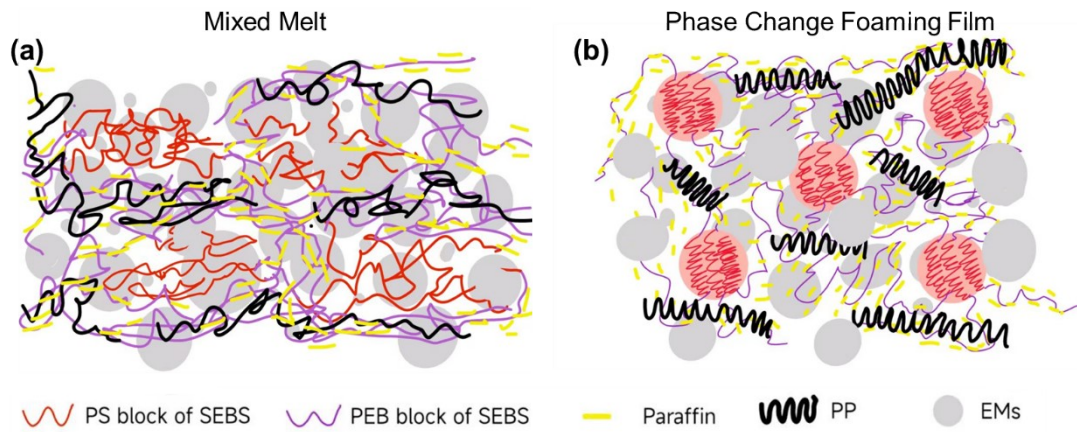 Mixed Melt
Phase Change Foaming Film
(a)
(b)
PS block of SEBS
PEB block of SEBS
Paraffin
PP
EMs